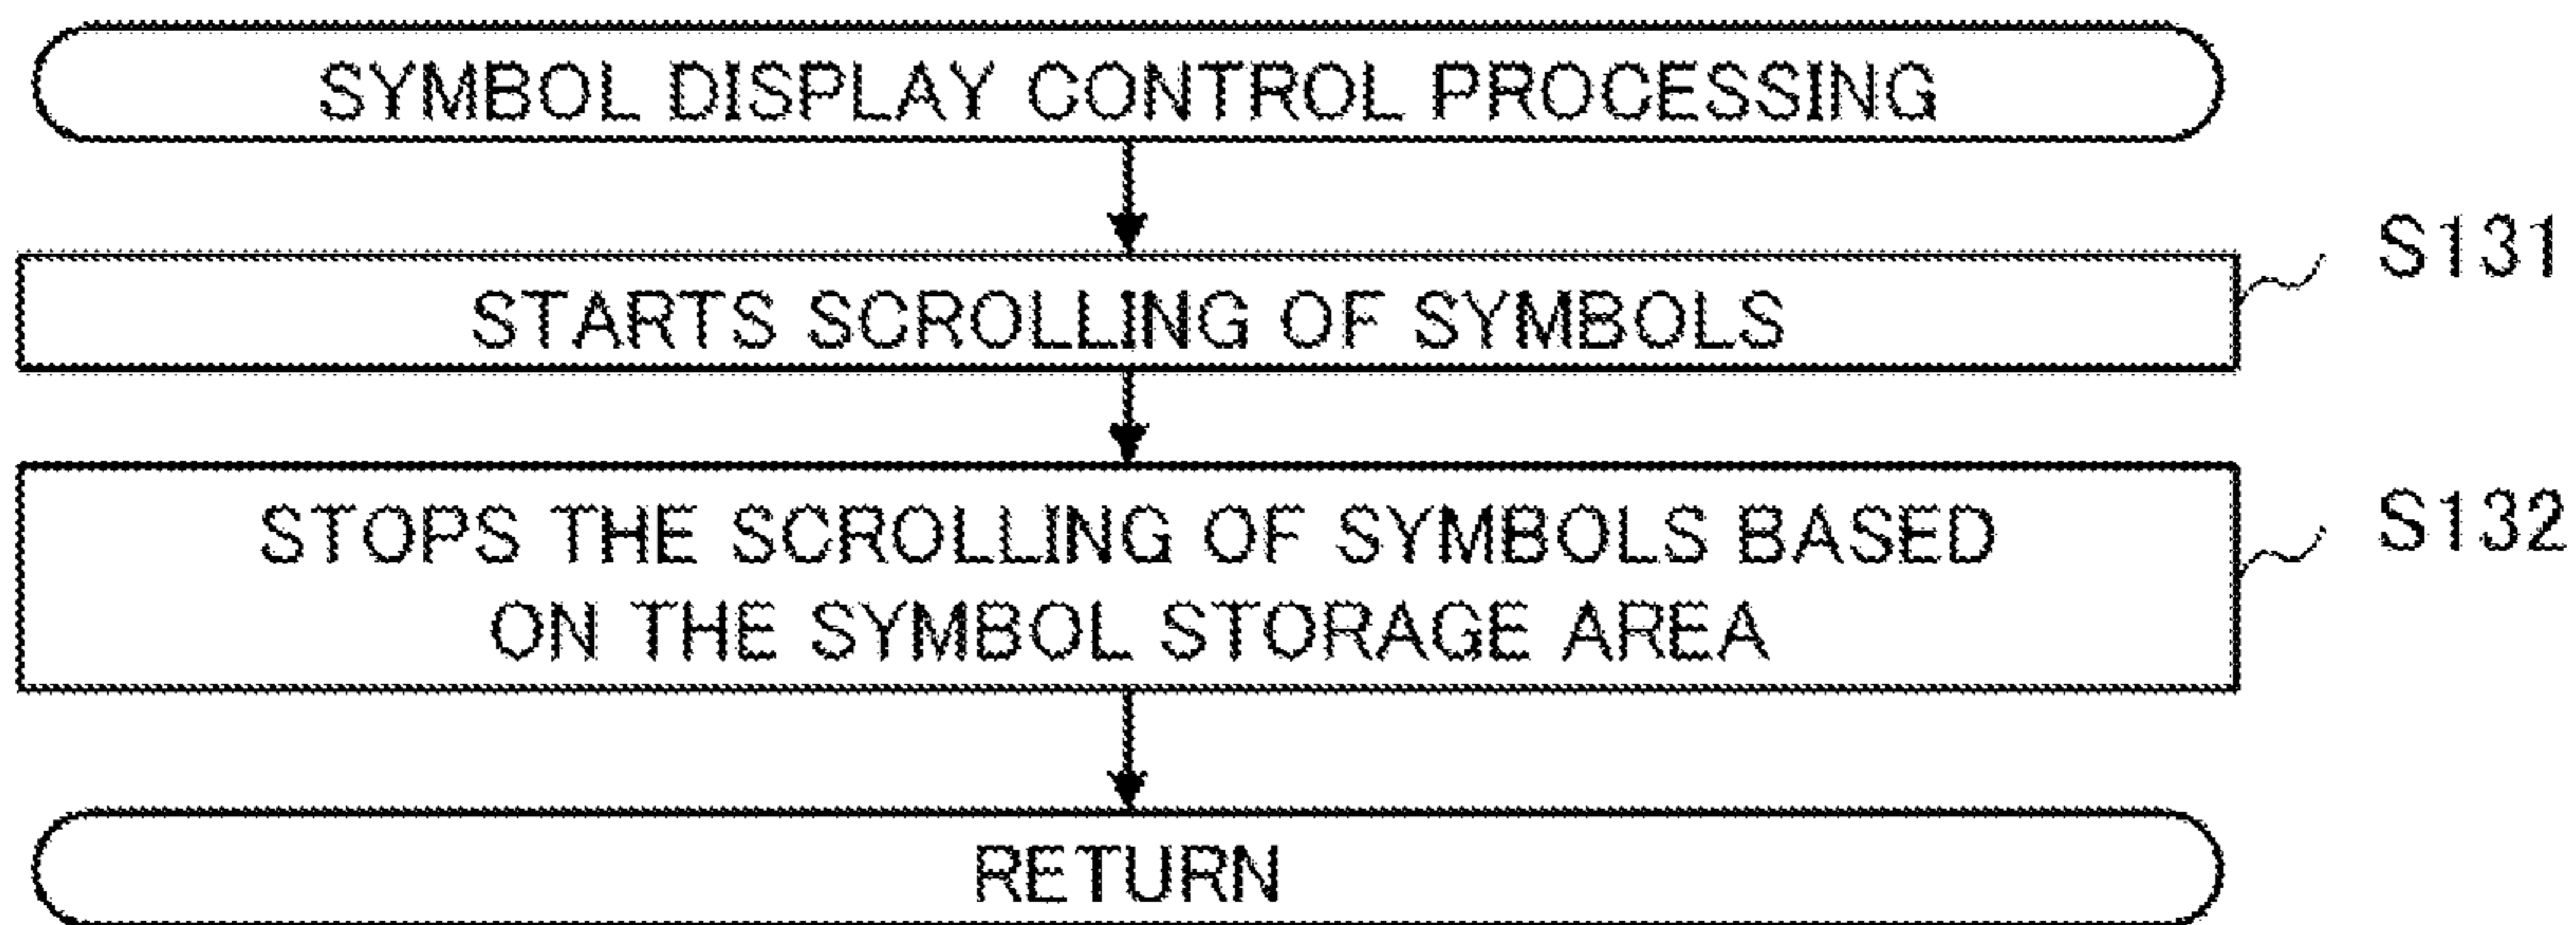 SYMBOL DISPLAY CONTROL PROCESSING
STARTS SCROLLING OF SYMBOLS
S131
STOPS THE SCROLLING OF SYMBOLS BASED
ON THE SYMBOL STORAGE AREA
S132
RETURN